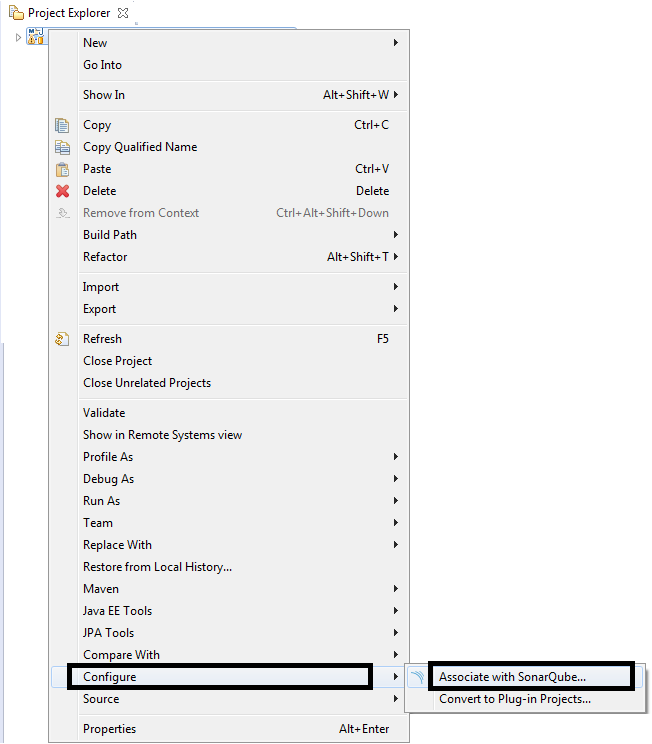 Project Explorer
New
Go Into
Show In Alt+Shift+W
Copy Ctrl+C
Copy Qualified Name
Paste Ctrl+V
Delete Delete
Remove from Context Ctrl+Alt+Shift+Down
Build Path
Refactor Alt+Shift+T
Import
Export
Refresh F5
Close Project
Close Unrelated Projects
Validate
Show in Remote Systems view
Profile As
Debug As
Run As
Team
Replace With
Restore from Local History...
Maven
Java EE Tools
JPA Tools
Compare With
Configure Associate with SonarQube...
Source Convert to Plug-in Projects...
Properties Alt+Enter